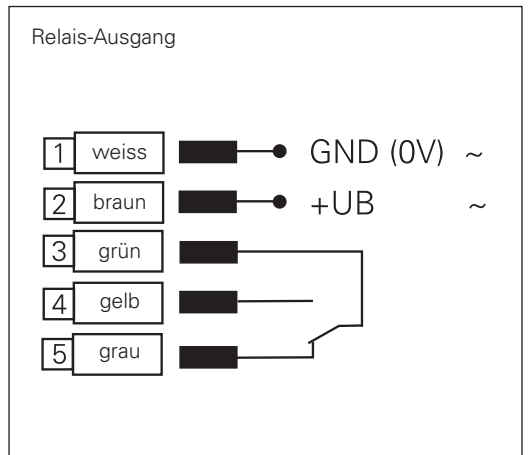 Relais-Ausgang
1 weiss GND (0V) ~
2 braun +UB ~
3 grün
4 gelb
5 grau